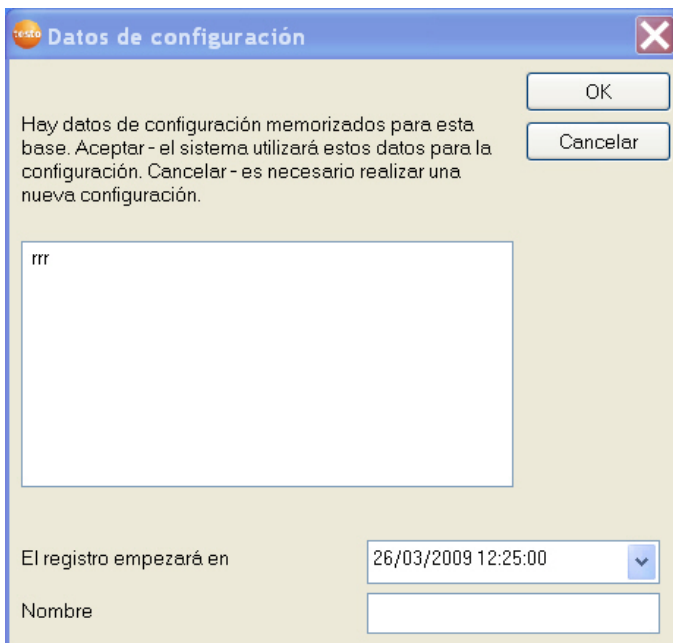 testo Datos de configuración
OK
Hay datos de configuración memorizados para esta
base. Aceptar - el sistema utilizará estos datos para la
configuración. Cancelar - es necesario realizar una
nueva configuración.
Cancelar
rrr
El registro empezará en 26/03/2009 12:25:00
Nombre